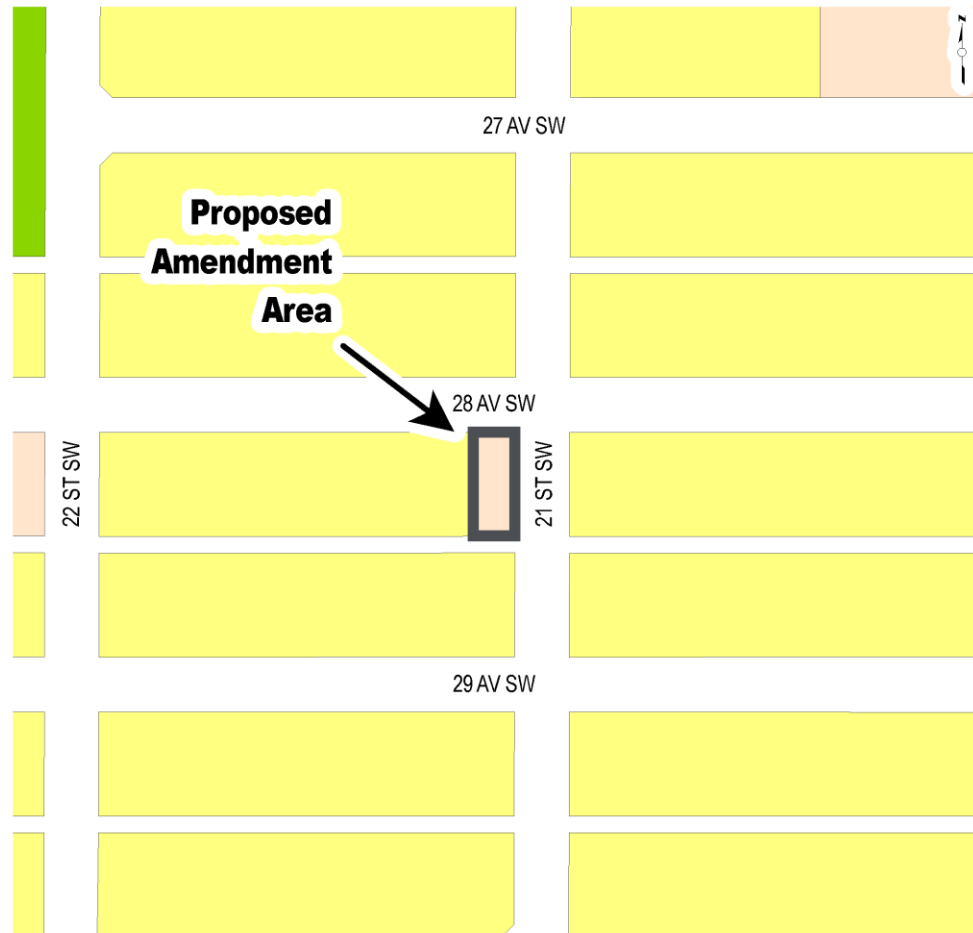 N
27 AV SW
Proposed
Amendment
Area
28 AV SW
22 ST SW
21 ST SW
29 AV SW